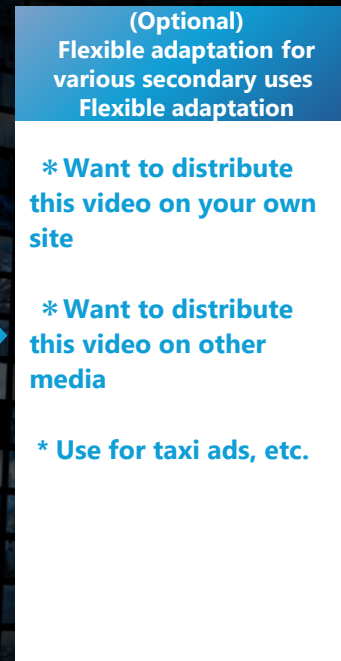 (Optional)
Flexible adaptation for
various secondary uses
Flexible adaptation
＊Want to distribute
this video on your own
site
＊Want to distribute
this video on other
media
* Use for taxi ads, etc.